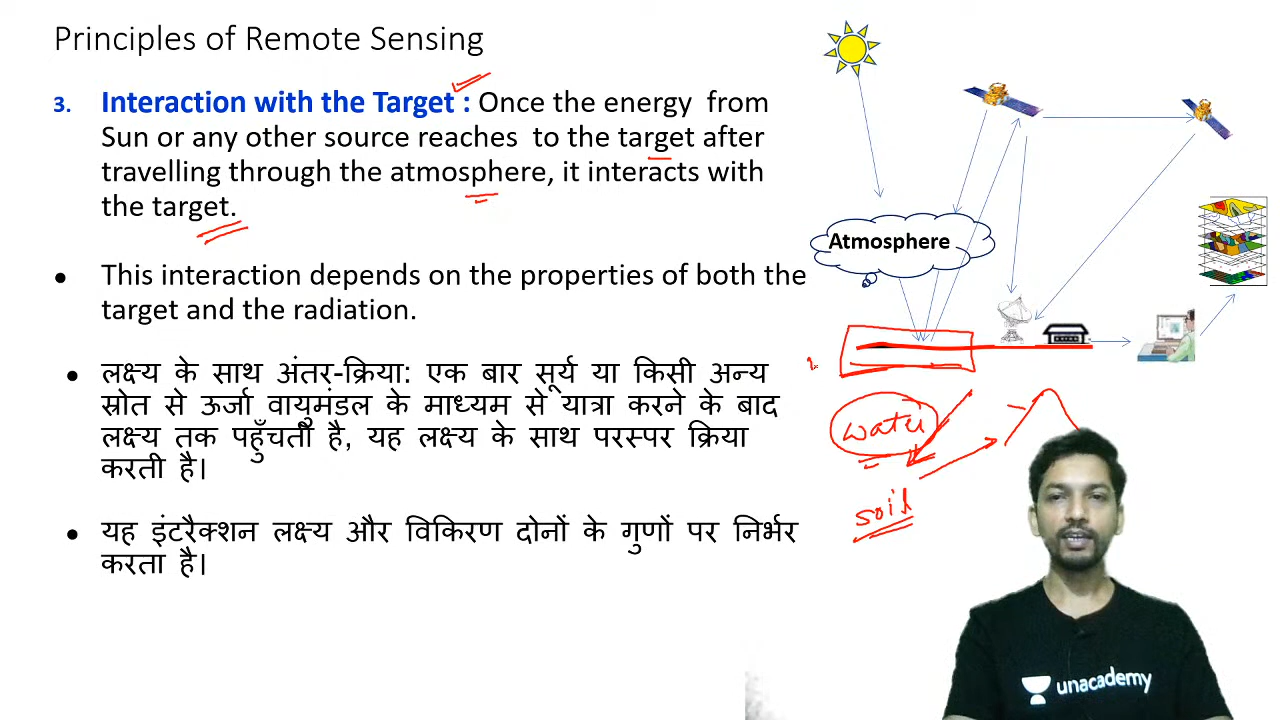 Principles of Remote Sensing
3. Interaction with the Target : Once the energy from
Sun or any other source reaches to the target after
travelling through the atmosphere, it interacts with
the target.
• This interaction depends on the properties of both the
target and the radiation.
• लक्ष्य के साथ अंतर-क्रिया: एक बार सूर्य या किसी अन्य
स्रोत से ऊर्जा वायुमंडल के माध्यम से यात्रा करने के बाद
लक्ष्य तक पहुँचती है, यह लक्ष्य के साथ परस्पर क्रिया
करती है।
• यह इंटरैक्शन लक्ष्य और विकिरण दोनों के गुणों पर निर्भर
करता है।
Atmosphere
water
soil
unacademy